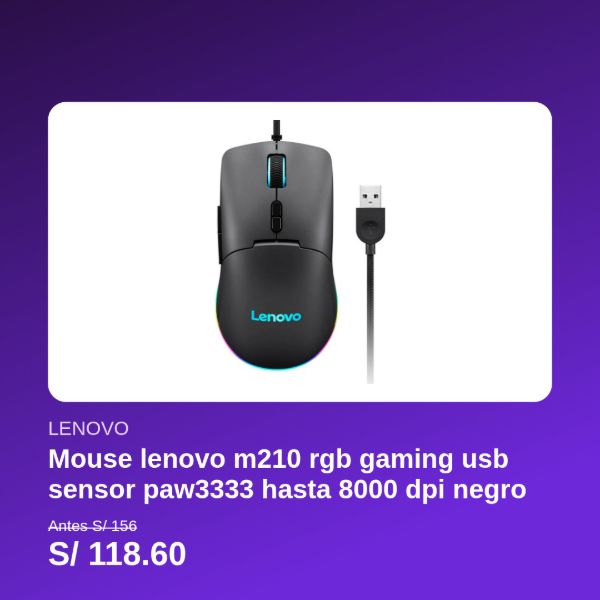 Lenovo
LENOVO
Mouse lenovo m210 rgb gaming usb
sensor paw3333 hasta 8000 dpi negro
Antes S/ 156
S/ 118.60